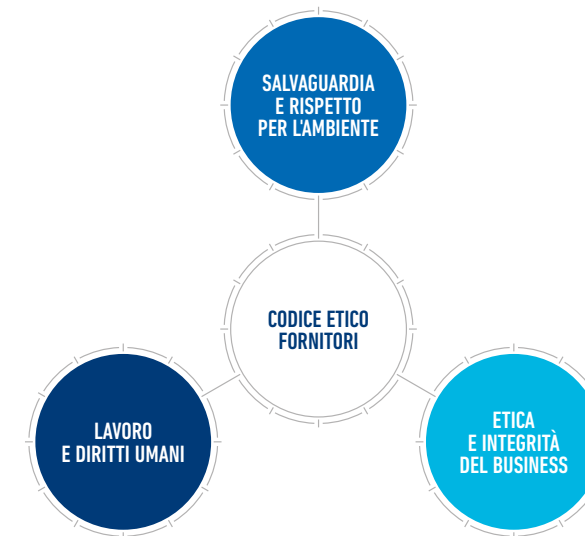 SALVAGUARDIA
E RISPETTO
PER L'AMBIENTE
CODICE ETICO
FORNITORI
LAVORO
E DIRITTI UMANI
ETICA
E INTEGRITÀ
DEL BUSINESS